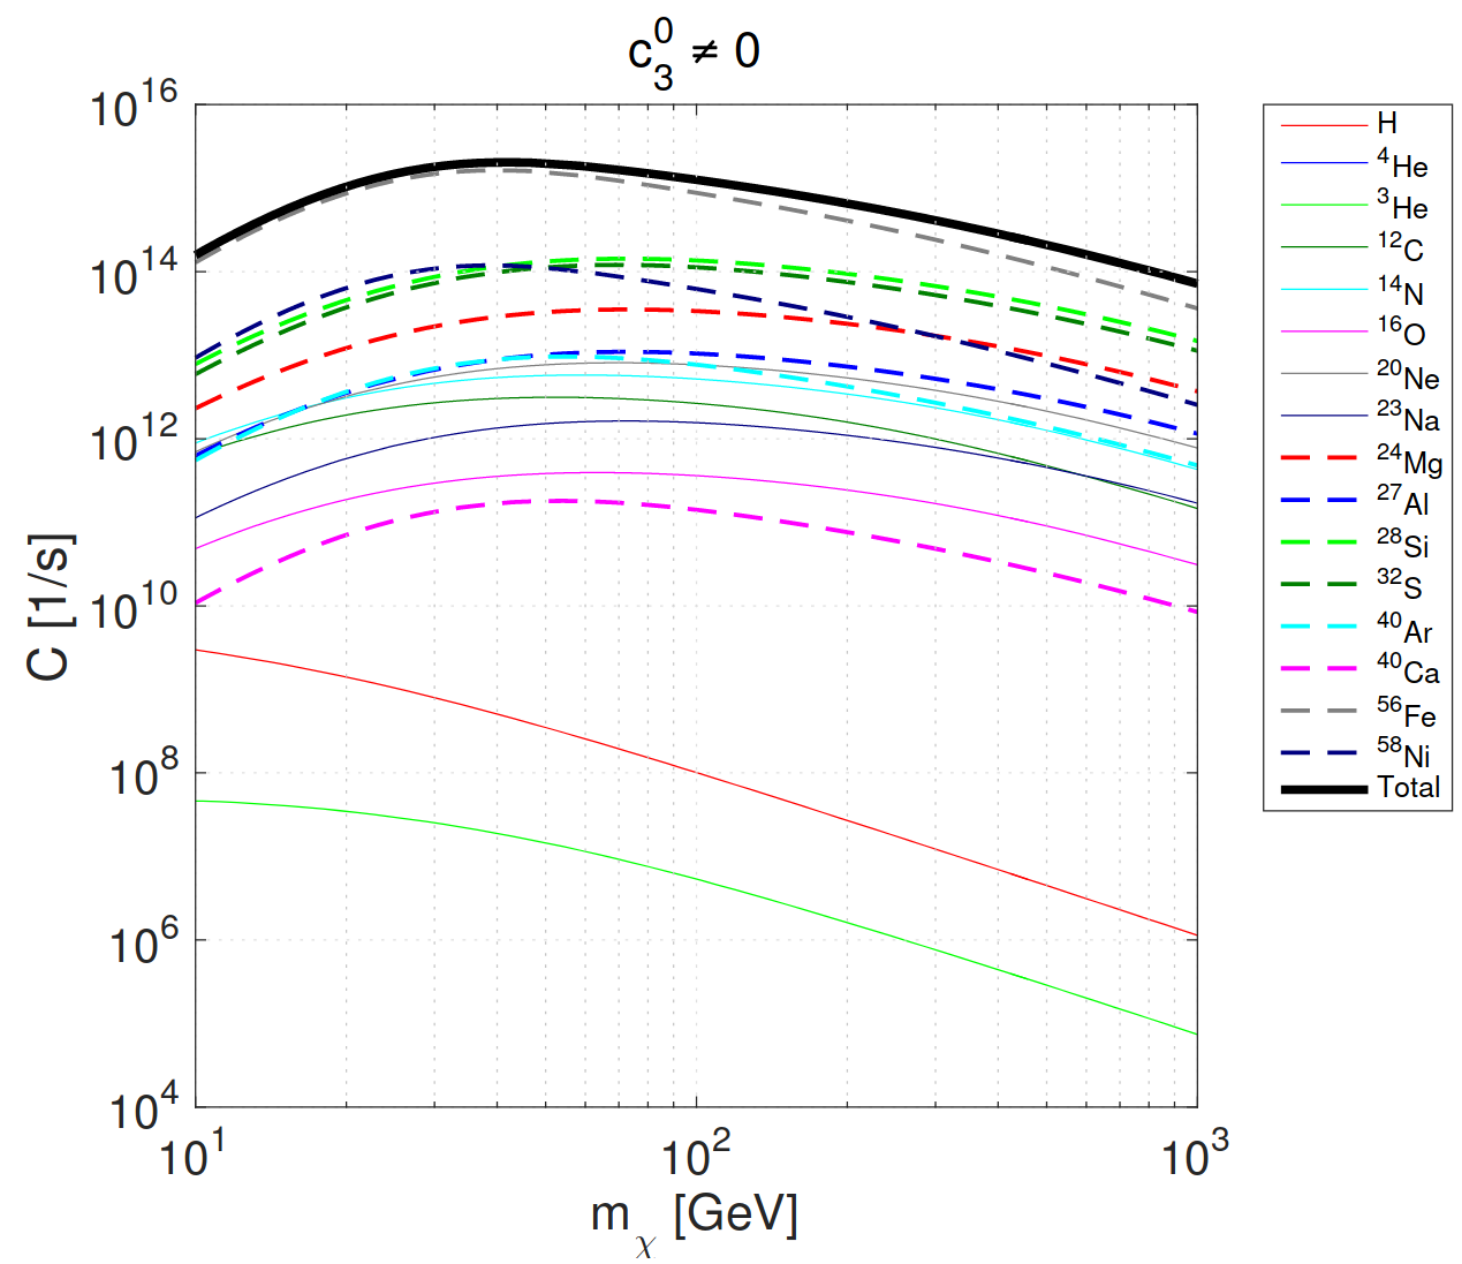 c₃⁰ ≠ 0
10¹⁶
10¹⁴
10¹²
10¹⁰
10⁸
10⁶
10⁴
C [1/s]
10¹ 10² 10³
m_χ [GeV]
H
⁴He
³He
¹²C
¹⁴N
¹⁶O
²⁰Ne
²³Na
²⁴Mg
²⁷Al
²⁸Si
³²S
⁴⁰Ar
⁴⁰Ca
⁵⁶Fe
⁵⁸Ni
Total